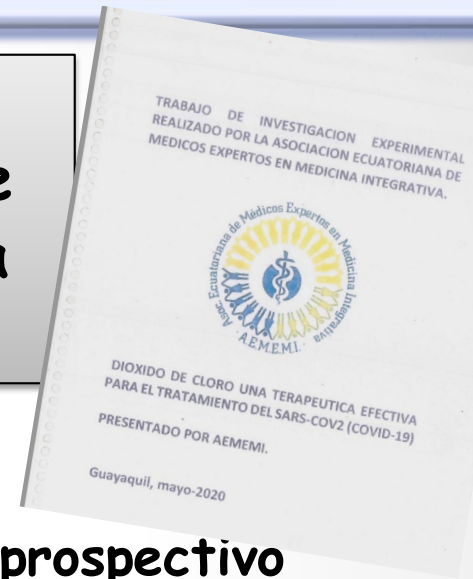 e
a
TRABAJO DE INVESTIGACION EXPERIMENTAL
REALIZADO POR LA ASOCIACION ECUATORIANA DE
MEDICOS EXPERTOS EN MEDICINA INTEGRATIVA.
Asoc. Ecuatoriana de Médicos Expertos en Medicina Integrativa
A.E.M.E.M.I.
DIOXIDO DE CLORO UNA TERAPEUTICA EFECTIVA
PARA EL TRATAMIENTO DEL SARS-COV2 (COVID-19)
PRESENTADO POR AEMEMI.
Guayaquil, mayo-2020
prospectivo